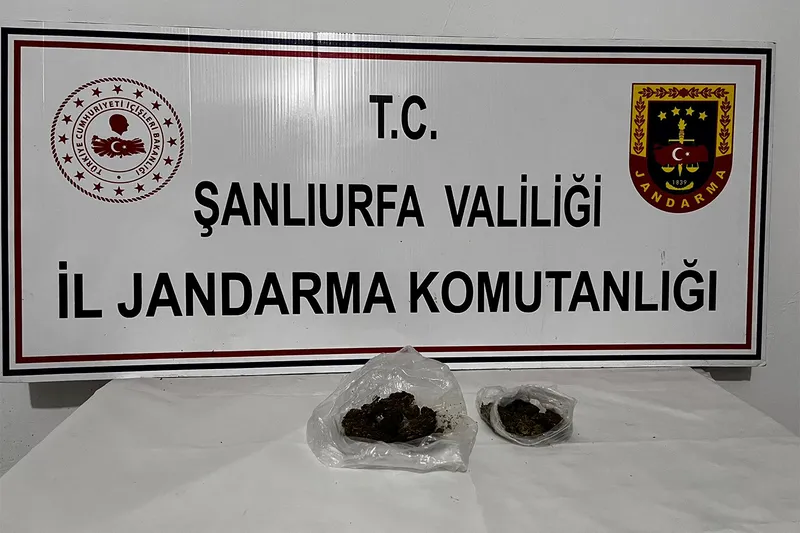 T.C.
ŞANLIURFA VALİLİĞİ
İL JANDARMA KOMUTANLIĞI
TÜRKİYE CUMHURİYETİ İÇİŞLERİ BAKANLIĞI
1839
JANDARMA